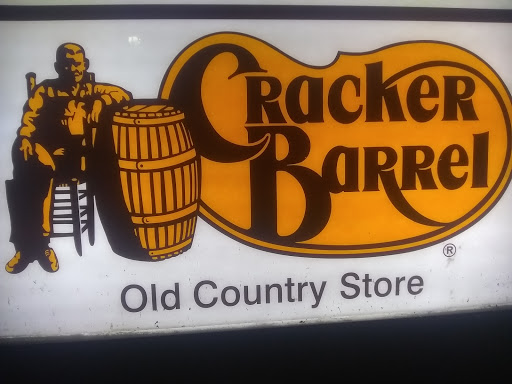 Cracker
Barrel
®
Old Country Store